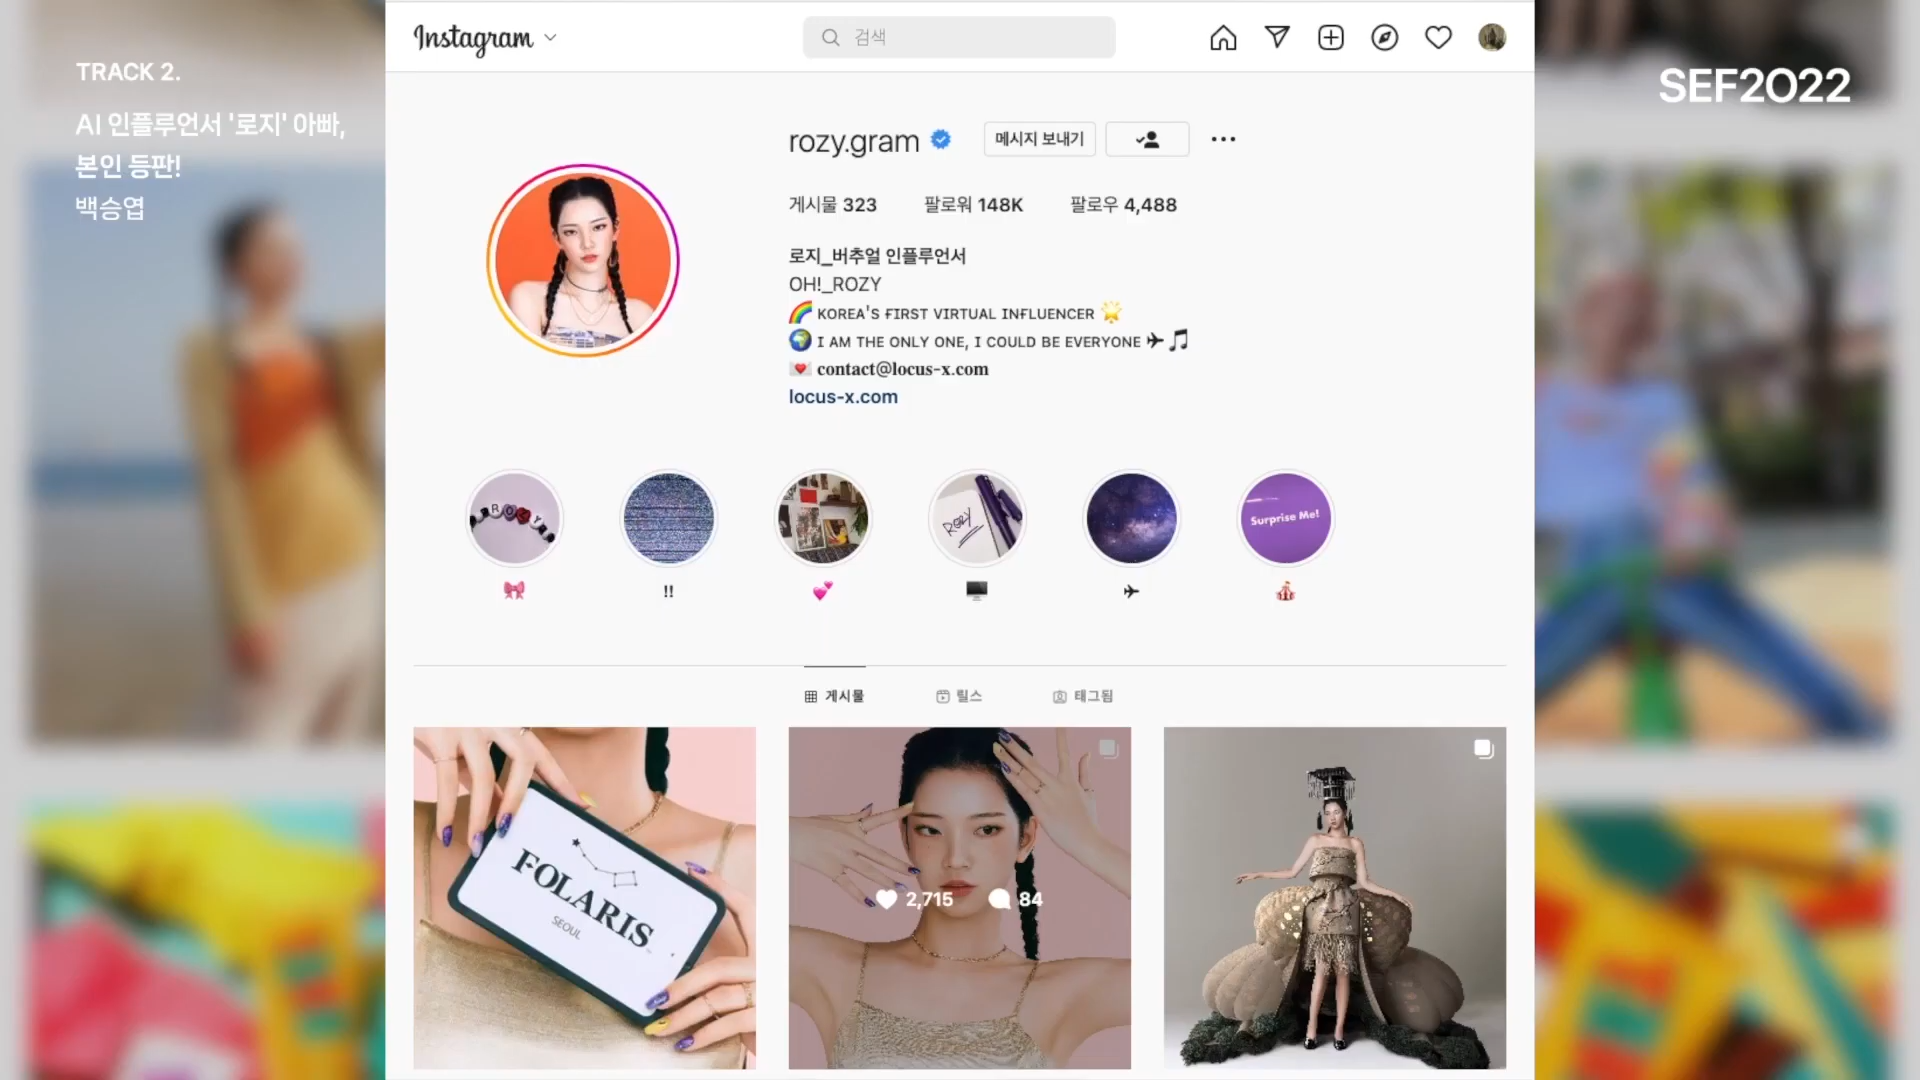 TRACK 2.
AI 인플루언서 '로지' 아빠,
본인 등판!
백승엽
SEF2022
Instagram
검색
rozy.gram
메시지 보내기
게시물 323
팔로워 148K
팔로우 4,488
로지_버추얼 인플루언서
OH!_ROZY
🌈 KOREA'S FIRST VIRTUAL INFLUENCER 🌟
🌍 I AM THE ONLY ONE, I COULD BE EVERYONE ✈🎵
💌 contact@locus-x.com
locus-x.com
ROZY
ROZY
Surprise Me!
🎀
!!
💕
🖥
✈
🎪
게시물
릴스
태그됨
FOLARIS
SEOUL
2,715
84